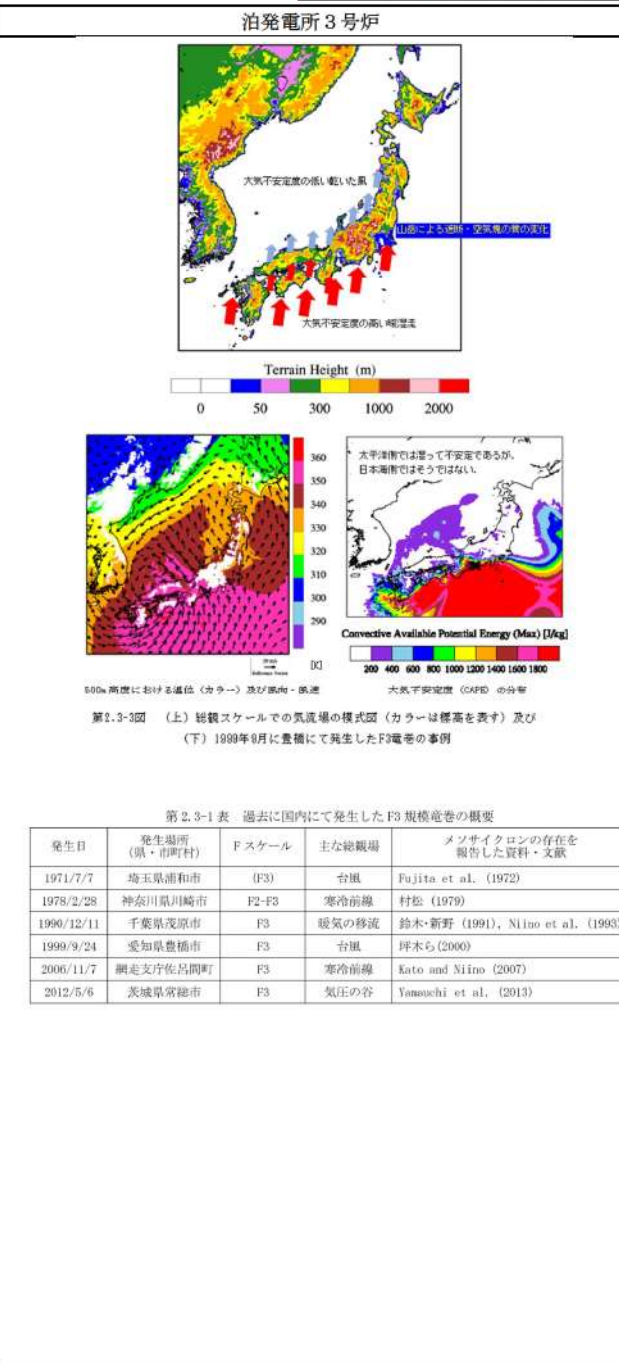 泊発電所3号炉
大気不安定度の低い乾いた風
山岳による遮断・空気塊の質の変化
大気不安定度の高い暖湿流
Terrain Height (m)
0 50 300 1000 2000
太平洋側では湿って不安定であるが、
日本海側ではそうではない。
360
350
340
330
320
310
300
290
[K]
Convective Available Potential Energy (Max) [J/kg]
200 400 600 800 1000 1200 1400 1600 1800
500m高度における温位（カラー）及び風向・風速
大気不安定度（CAPE）の分布
第2.3-3図 （上）総観スケールでの気流場の模式図（カラーは標高を表す）及び
（下）1999年9月に豊橋にて発生したF3竜巻の事例
第2.3-1表 過去に国内にて発生したF3規模竜巻の概要
発生日 発生場所 (県・市町村) Fスケール 主な総観場 メソサイクロンの存在を 報告した資料・文献
1971/7/7 埼玉県浦和市 (F3) 台風 Fujita et al. (1972)
1978/2/28 神奈川県川崎市 F2-F3 寒冷前線 村松 (1979)
1990/12/11 千葉県茂原市 F3 暖気の移流 鈴木・新野 (1991), Niino et al. (1993)
1999/9/24 愛知県豊橋市 F3 台風 坪木ら(2000)
2006/11/7 網走支庁佐呂間町 F3 寒冷前線 Kato and Niino (2007)
2012/5/6 茨城県常総市 F3 気圧の谷 Yamauchi et al. (2013)